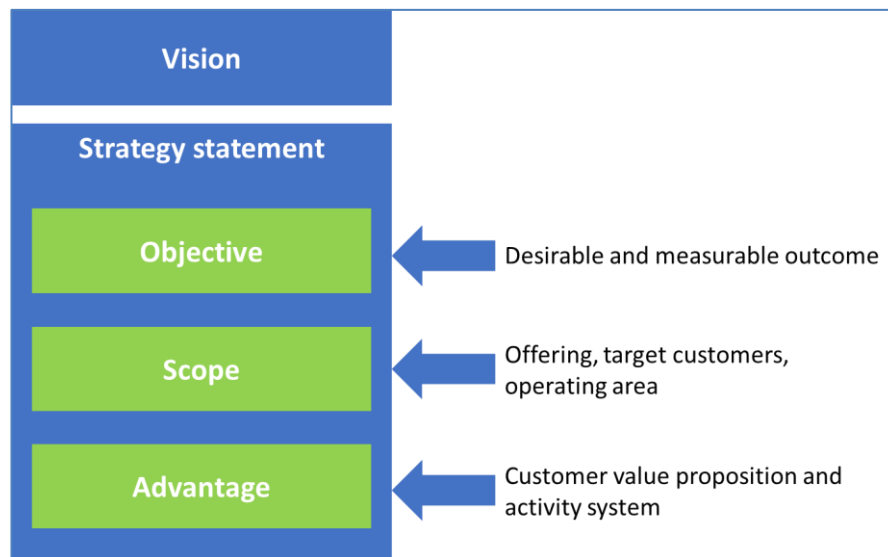 Vision
Strategy statement
Objective
Desirable and measurable outcome
Scope
Offering, target customers,
operating area
Advantage
Customer value proposition and
activity system